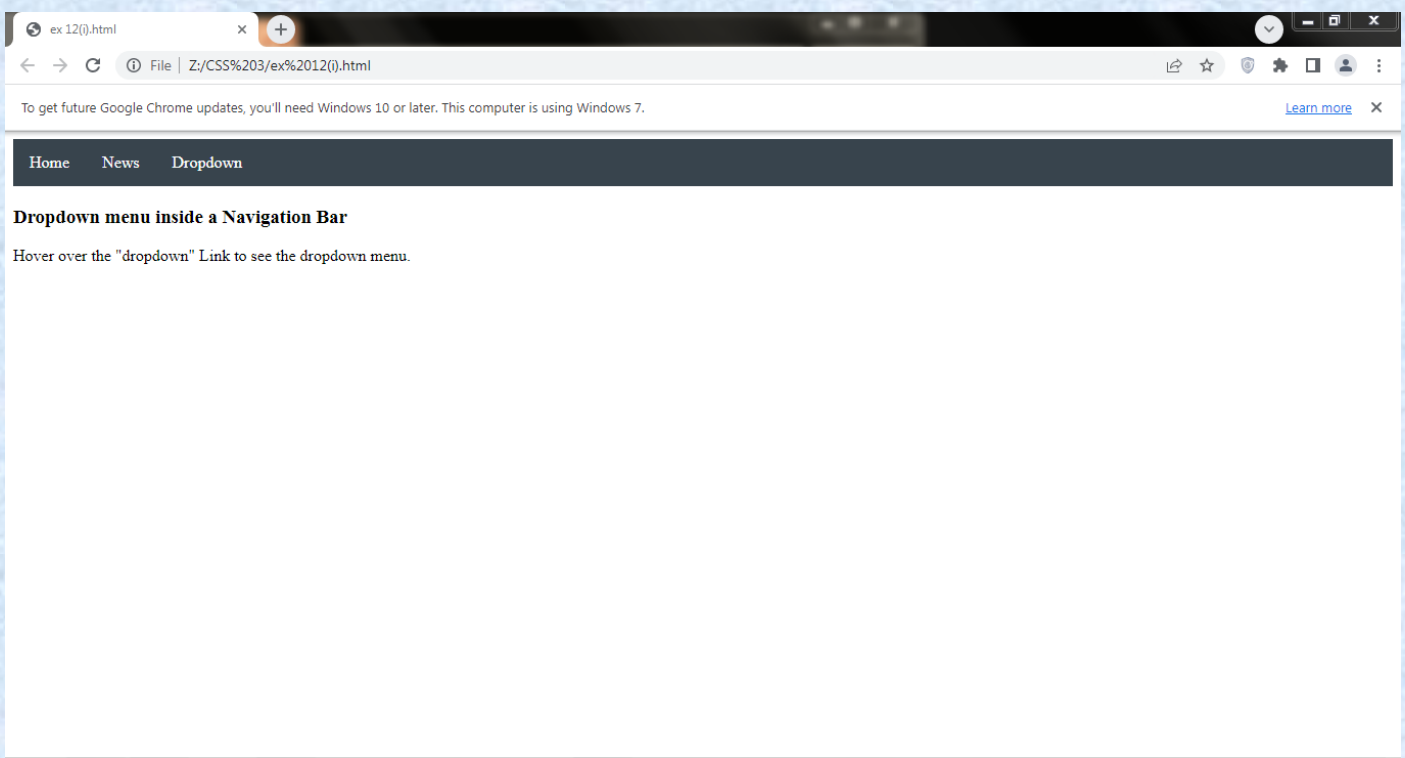 ex 12(i).html
File | Z:/CSS%203/ex%2012(i).html
To get future Google Chrome updates, you'll need Windows 10 or later. This computer is using Windows 7. Learn more
Home News Dropdown
Dropdown menu inside a Navigation Bar
Hover over the "dropdown" Link to see the dropdown menu.